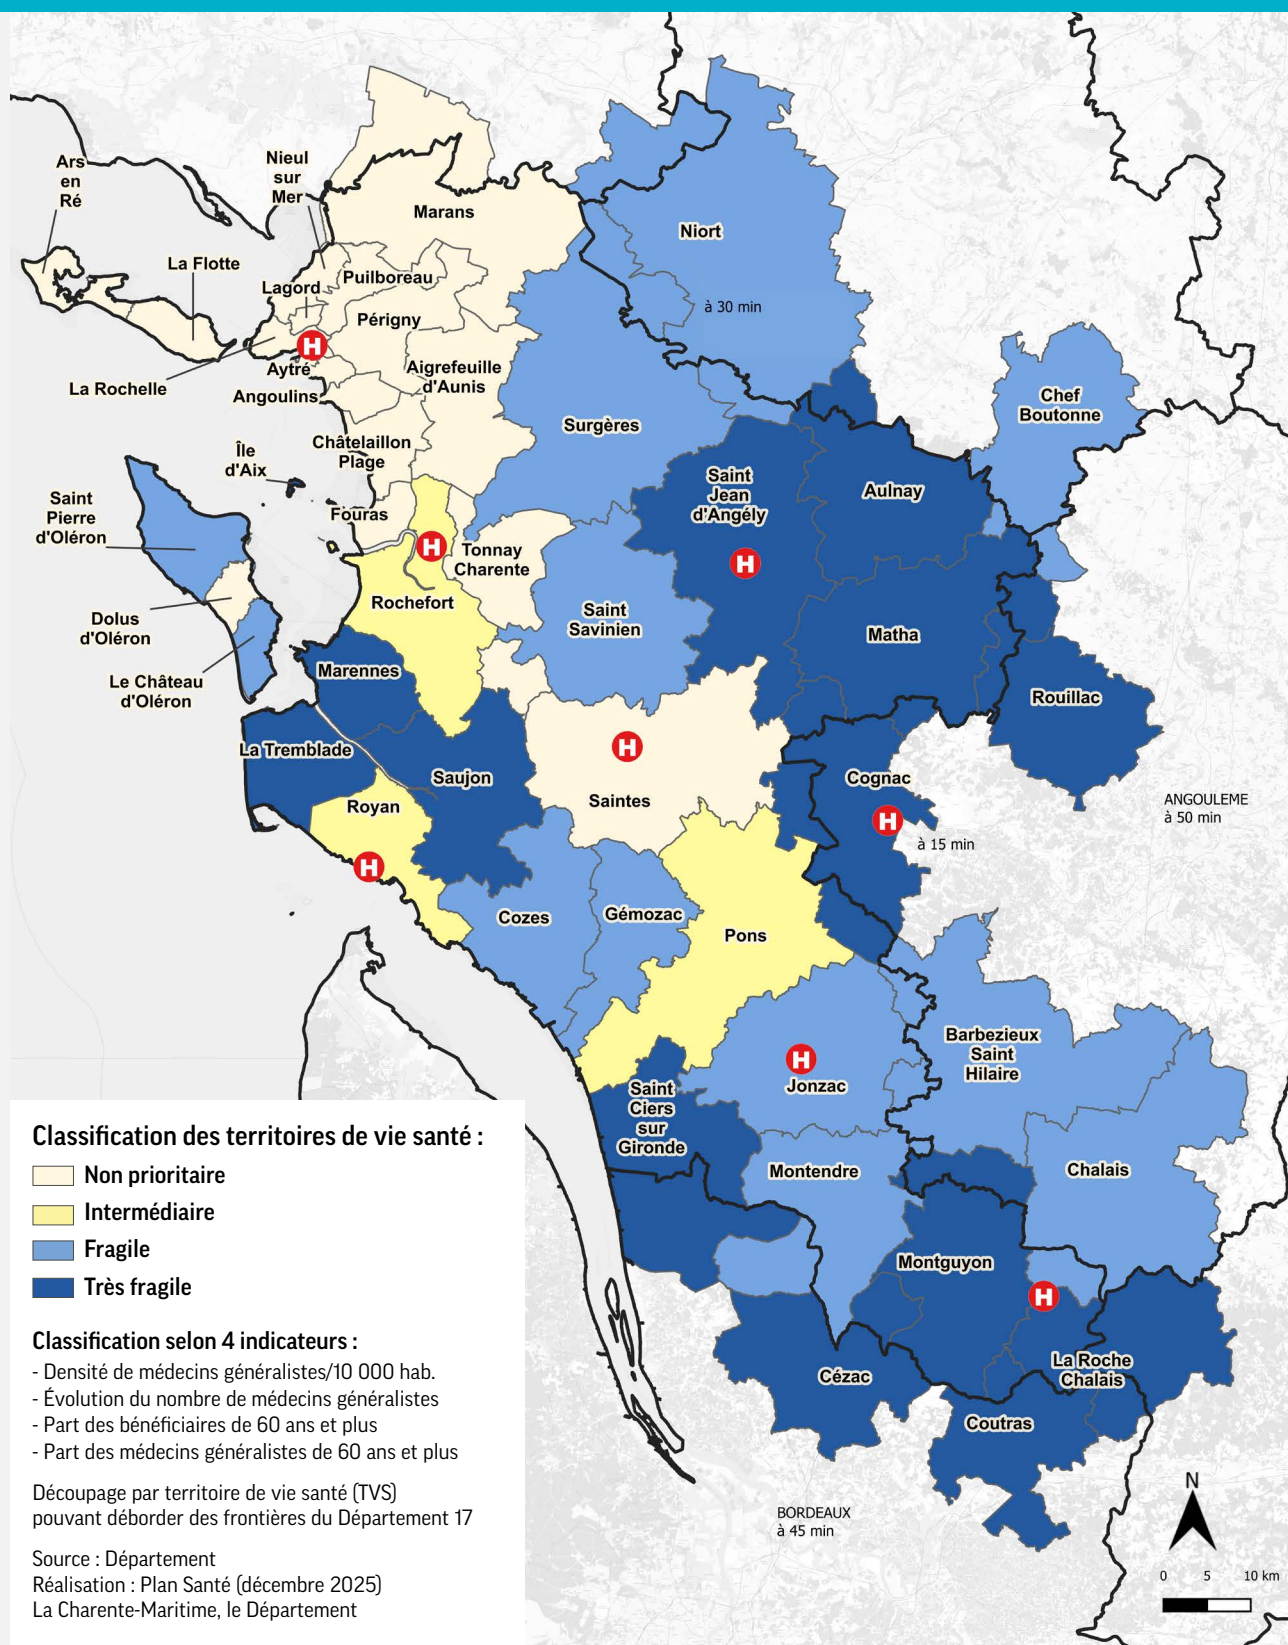 Ars
en
Ré
Nieul
sur
Mer
Marans
Niort
La Flotte
Puilboreau
Lagord
à 30 min
Périgny
H
Aytré
Aigrefeuille
d'Aunis
La Rochelle
Angoulins
Chef
Boutonne
Surgères
Châtelaillon
Plage
Île
d'Aix
Saint
Jean
d'Angély
Aulnay
Saint
Pierre
d'Oléron
Fouras
H
Tonnay
Charente
H
Rochefort
Dolus
d'Oléron
Saint
Savinien
Matha
Marennes
Le Château
d'Oléron
Rouillac
La Tremblade
H
Saujon
Cognac
Royan
Saintes
ANGOULEME
à 50 min
H
à 15 min
H
Cozes
Gémozac
Pons
Barbezieux
Saint
Hilaire
H
Jonzac
Saint
Ciers
sur
Gironde
Montendre
Chalais
Montguyon
H
La Roche
Chalais
Cézac
Coutras
BORDEAUX
à 45 min
N
0 5 10 km
Classification des territoires de vie santé :
Non prioritaire
Intermédiaire
Fragile
Très fragile
Classification selon 4 indicateurs :
- Densité de médecins généralistes/10 000 hab.
- Évolution du nombre de médecins généralistes
- Part des bénéficiaires de 60 ans et plus
- Part des médecins généralistes de 60 ans et plus
Découpage par territoire de vie santé (TVS)
pouvant déborder des frontières du Département 17
Source : Département
Réalisation : Plan Santé (décembre 2025)
La Charente-Maritime, le Département